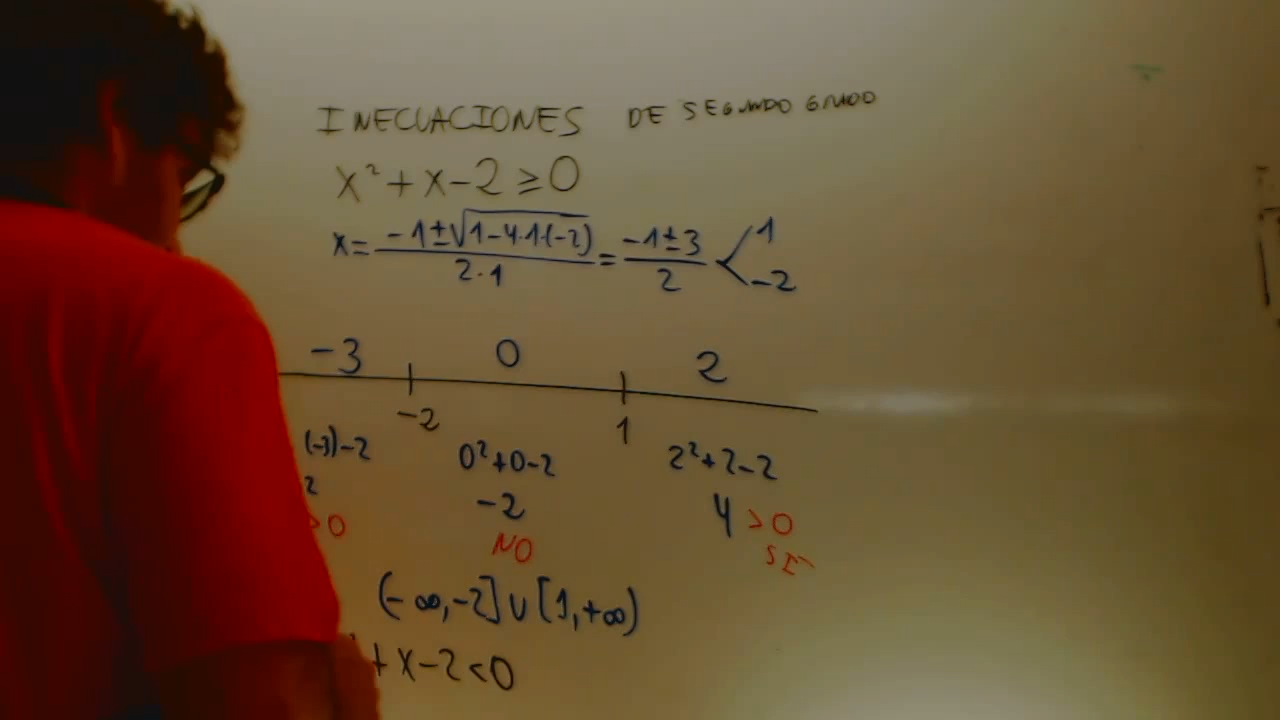 INECUACIONES DE SEGUNDO GRADO
x²+x-2≥0
x= (-1±√(1-4·1·(-2)))/(2·1) = (-1±3)/2 < 1
-2
-3 0 2
-2 1
(-3)-2 0²+0-2 2²+2-2
2 -2 4 >0
>0 NO SI
(-∞,-2]∪[1,+∞)
+x-2<0